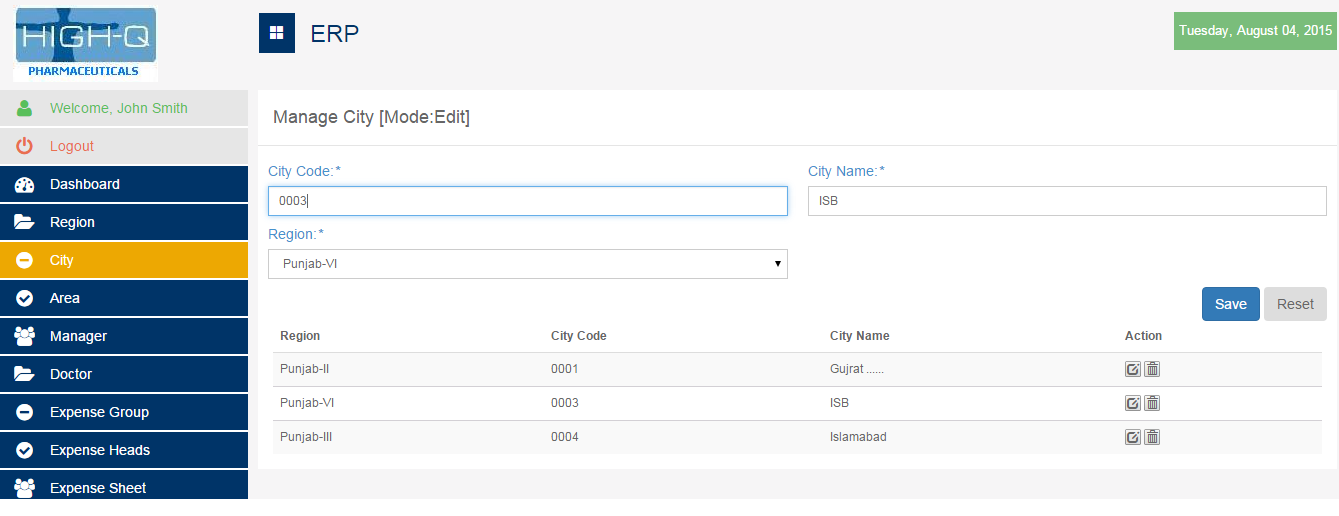 HIGH-Q
PHARMACEUTICALS
ERP
Tuesday, August 04, 2015
Welcome, John Smith
Logout
Dashboard
Region
City
Area
Manager
Doctor
Expense Group
Expense Heads
Expense Sheet
Manage City [Mode:Edit]
City Code:* City Name:*
0003 ISB
Region:*
Punjab-VI
Save Reset
Region City Code City Name Action
Punjab-II 0001 Gujrat ......
Punjab-VI 0003 ISB
Punjab-III 0004 Islamabad